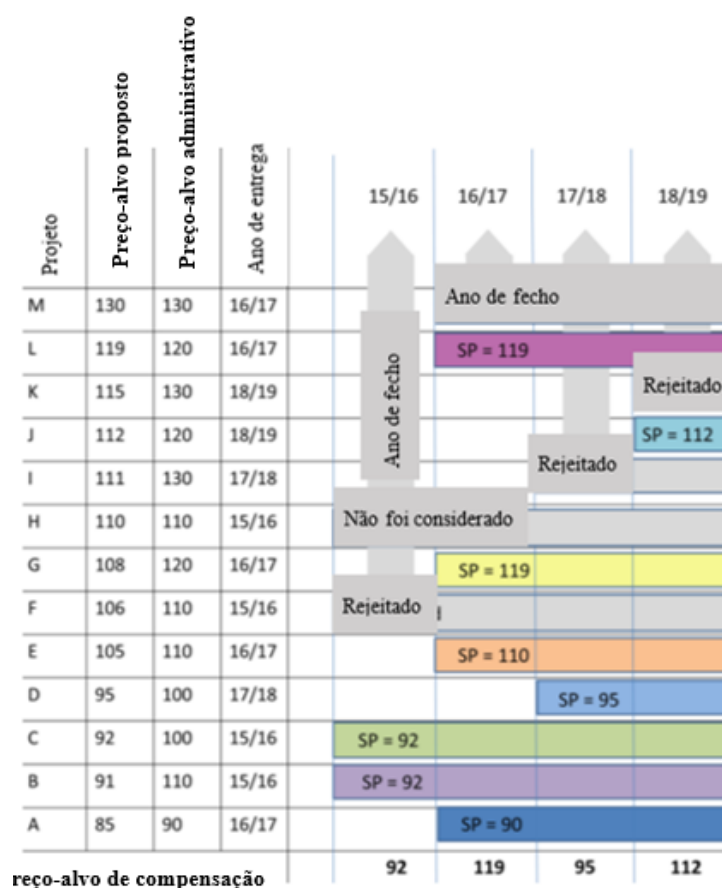 Projeto Preço-alvo proposto Preço-alvo administrativo Ano de entrega 15/16 16/17 17/18 18/19
M 130 130 16/17 Ano de fecho
L 119 120 16/17 SP = 119
K 115 130 18/19 Rejeitado
Ano de fecho
J 112 120 18/19 SP = 112
I 111 130 17/18 Rejeitado
H 110 110 15/16 Não foi considerado
G 108 120 16/17 SP = 119
F 106 110 15/16 Rejeitado
E 105 110 16/17 SP = 110
D 95 100 17/18 SP = 95
C 92 100 15/16 SP = 92
B 91 110 15/16 SP = 92
A 85 90 16/17 SP = 90
reço-alvo de compensação 92 119 95 112